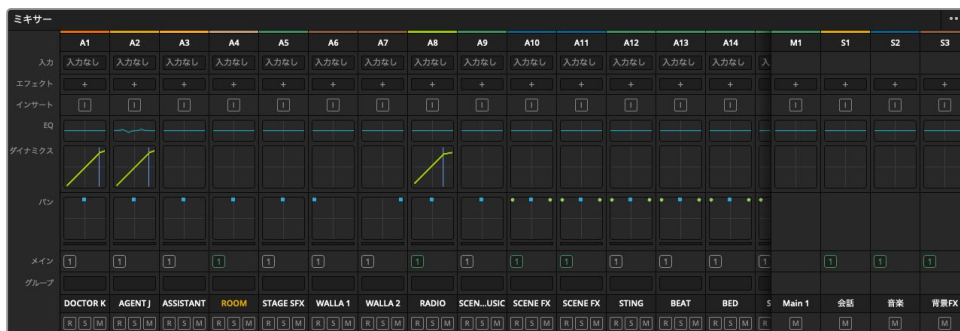 ミキサー
A1 A2 A3 A4 A5 A6 A7 A8 A9 A10 A11 A12 A13 A14 M1 S1 S2 S3
入力 入力なし 入力なし 入力なし 入力なし 入力なし 入力なし 入力なし 入力なし 入力なし 入力なし 入力なし 入力なし 入力なし 入力なし 入
エフェクト + + + + + + + + + + + + + + + + + +
インサート I I I I I I I I I I I I I I I I I I
EQ
ダイナミクス
パン
メイン 1 1 1 1 1 1 1 1 1 1 1 1 1 1 1 1 1 1
グループ
DOCTOR K AGENT J ASSISTANT ROOM STAGE SFX WALLA 1 WALLA 2 RADIO SCEN...USIC SCENE FX SCENE FX STING BEAT BED S Main 1 会話 音楽 背景FX
R S M R S M R S M R S M R S M R S M R S M R S M R S M R S M R S M R S M R S M R S M R M M M M